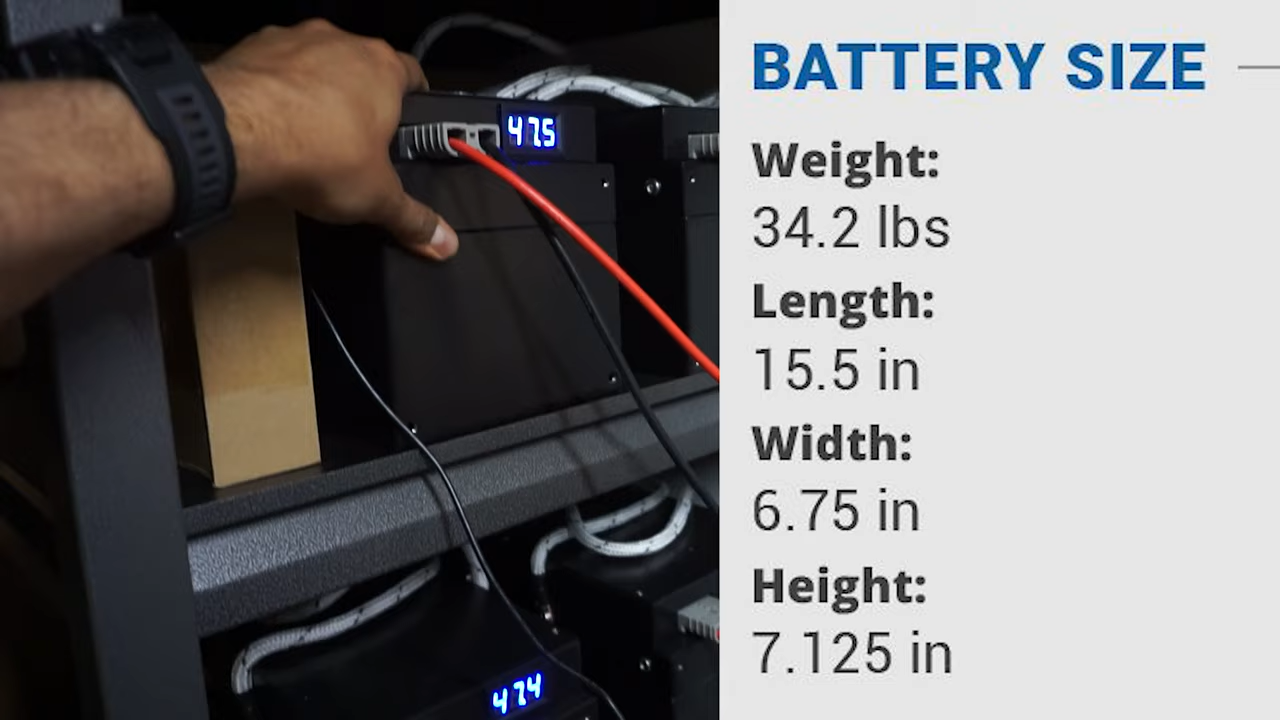 47.5
47.4
BATTERY SIZE
Weight:
34.2 lbs
Length:
15.5 in
Width:
6.75 in
Height:
7.125 in